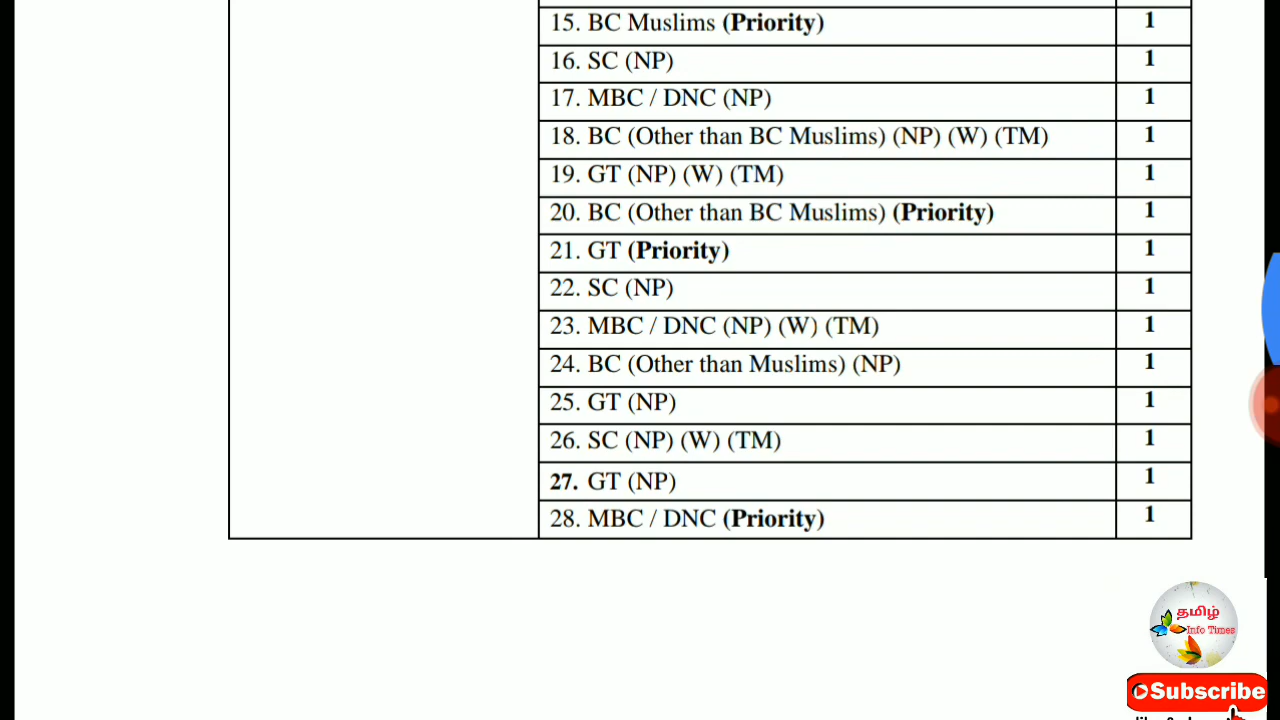 15. BC Muslims (Priority) 1
16. SC (NP) 1
17. MBC / DNC (NP) 1
18. BC (Other than BC Muslims) (NP) (W) (TM) 1
19. GT (NP) (W) (TM) 1
20. BC (Other than BC Muslims) (Priority) 1
21. GT (Priority) 1
22. SC (NP) 1
23. MBC / DNC (NP) (W) (TM) 1
24. BC (Other than Muslims) (NP) 1
25. GT (NP) 1
26. SC (NP) (W) (TM) 1
27. GT (NP) 1
28. MBC / DNC (Priority) 1
தமிழ்
Info Times
Subscribe